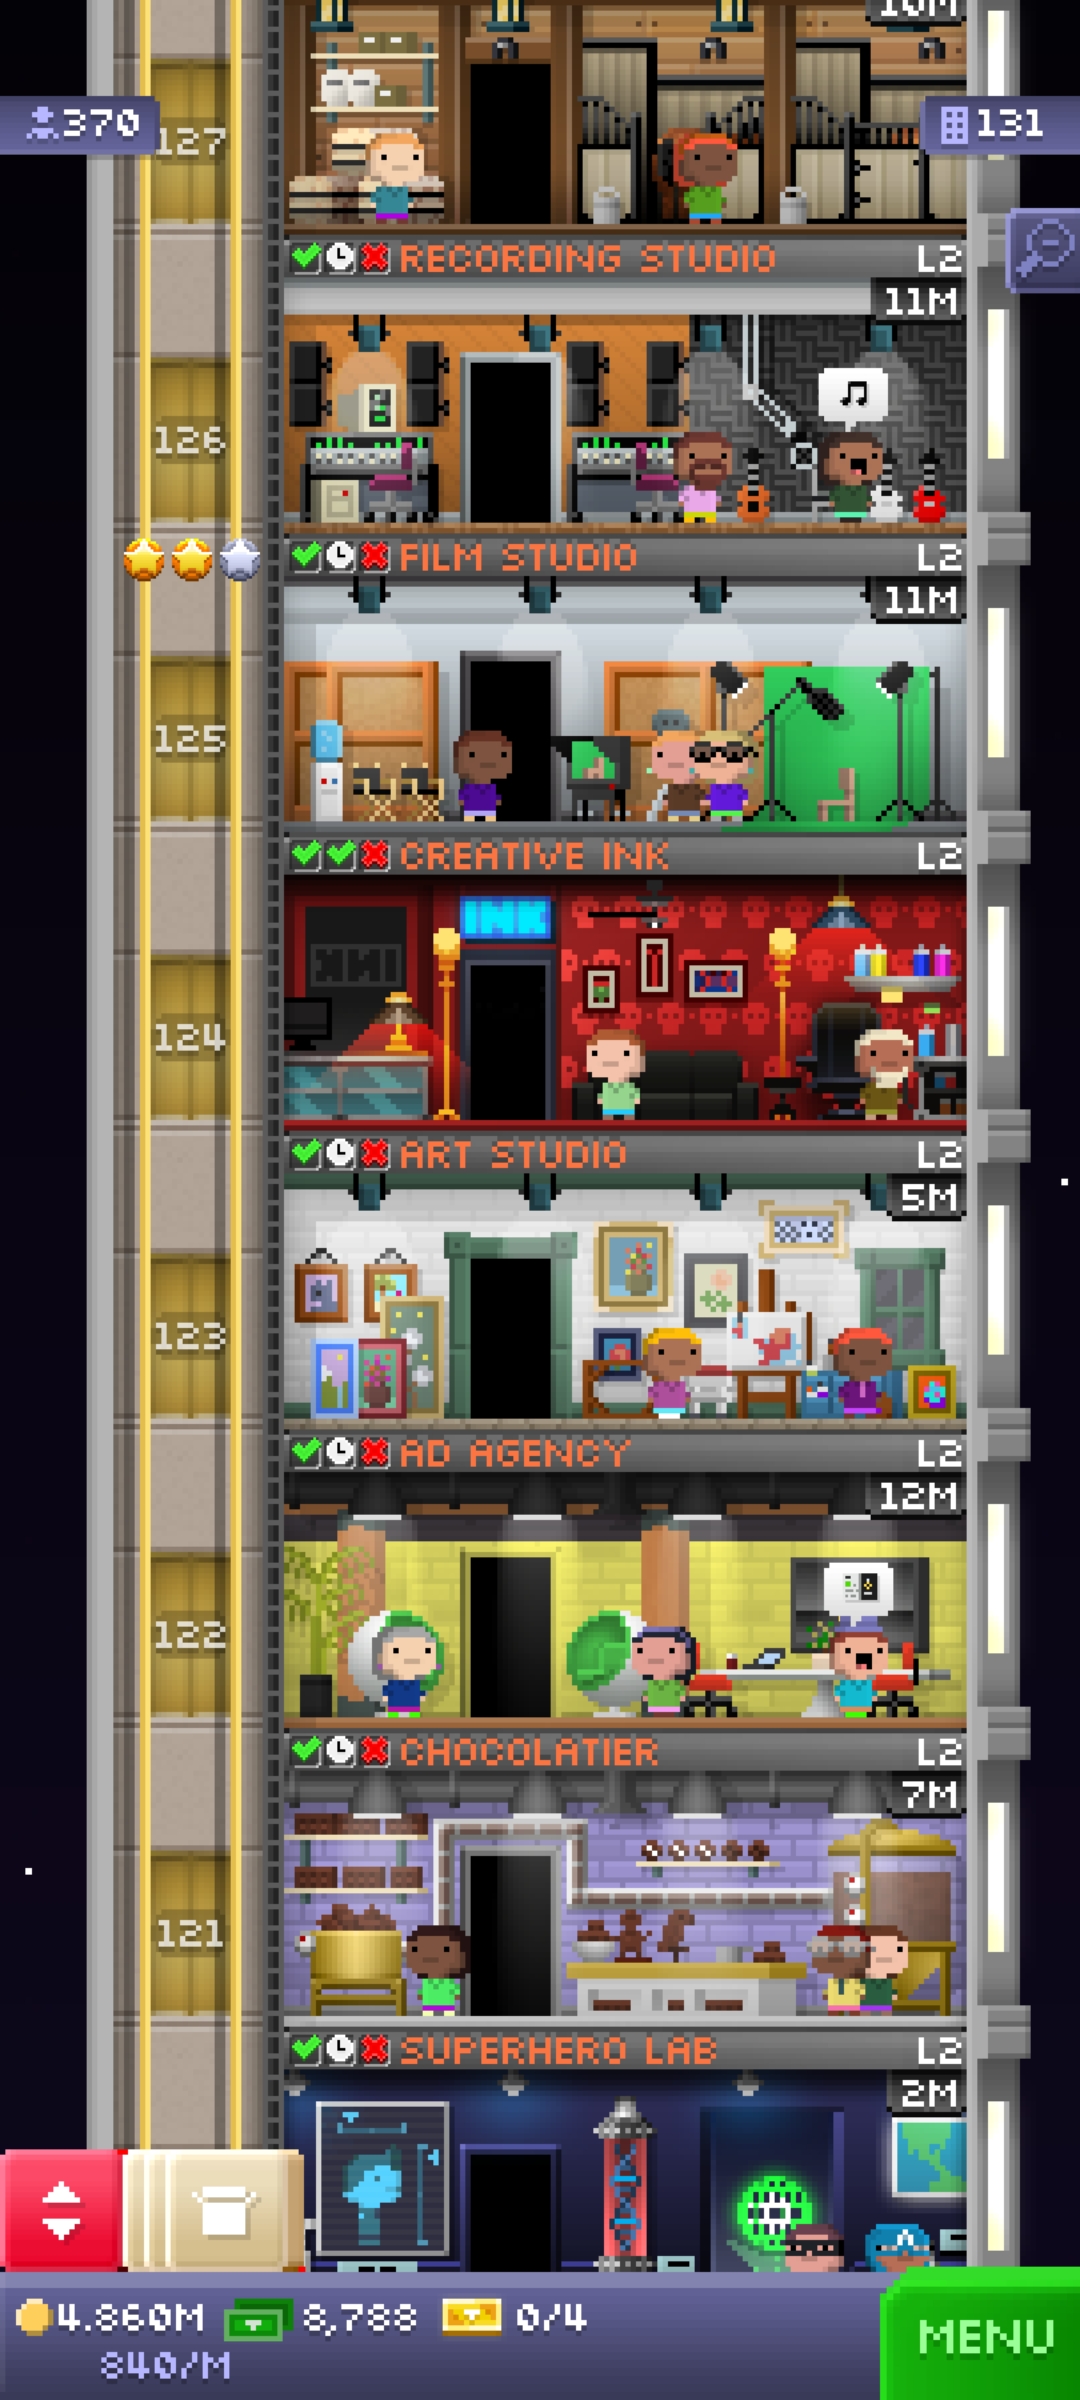 10M
370
131
127
RECORDING STUDIO L2
11M
126
FILM STUDIO L2
11M
125
CREATIVE INK L2
INK
124
ART STUDIO L2
5M
123
AD AGENCY L2
12M
122
CHOCOLATIER L2
7M
121
SUPERHERO LAB L2
2M
4.860M 8,788 0/4
840/M
MENU